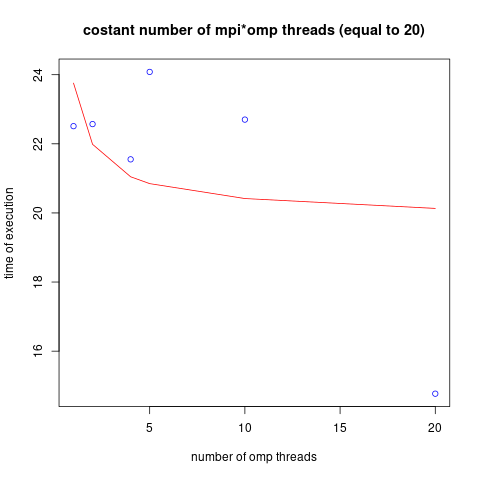 costant number of mpi*omp threads (equal to 20)
time of execution
24
22
20
18
16
5 10 15 20
number of omp threads